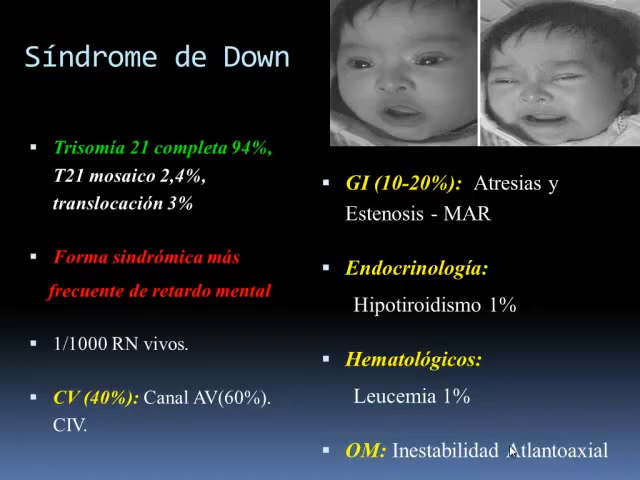 Síndrome de Down
Trisomía 21 completa 94%,
T21 mosaico 2,4%,
translocación 3%
Forma sindrómica más
frecuente de retardo mental
1/1000 RN vivos.
CV (40%): Canal AV(60%).
CIV.
GI (10-20%): Atresias y
Estenosis - MAR
Endocrinología:
Hipotiroidismo 1%
Hematológicos:
Leucemia 1%
OM: Inestabilidad Atlantoaxial